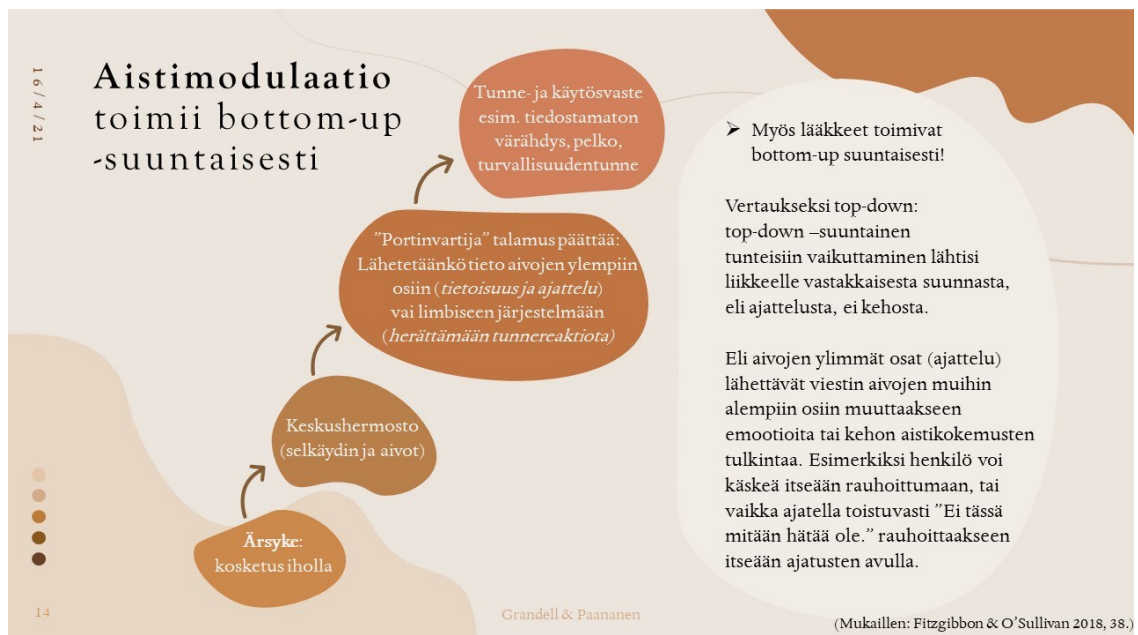 16/4/21
Aistimodulaatio
toimii bottom-up
-suuntaisesti
Tunne- ja käytösvaste
esim. tiedostamaton
värähdys, pelko,
turvallisuudentunne
”Portinvartija” talamus päättää:
Lähetetäänkö tieto aivojen ylempiin
osiin (tietoisuus ja ajattelu)
vai limbiseen järjestelmään
(herättämään tunnereaktiota)
Keskushermosto
(selkäydin ja aivot)
Ärsyke:
kosketus iholla
➢ Myös lääkkeet toimivat
bottom-up suuntaisesti!
Vertaukseksi top-down:
top-down –suuntainen
tunteisiin vaikuttaminen lähtisi
liikkeelle vastakkaisesta suunnasta,
eli ajattelusta, ei kehosta.
Eli aivojen ylimmät osat (ajattelu)
lähettävät viestin aivojen muihin
alempiin osiin muuttaakseen
emootioita tai kehon aistikokemusten
tulkintaa. Esimerkiksi henkilö voi
käskeä itseään rauhoittumaan, tai
vaikka ajatella toistuvasti ”Ei tässä
mitään hätää ole.” rauhoittaakseen
itseään ajatusten avulla.
14
Grandell & Paananen
(Mukaillen: Fitzgibbon & O’Sullivan 2018, 38.)